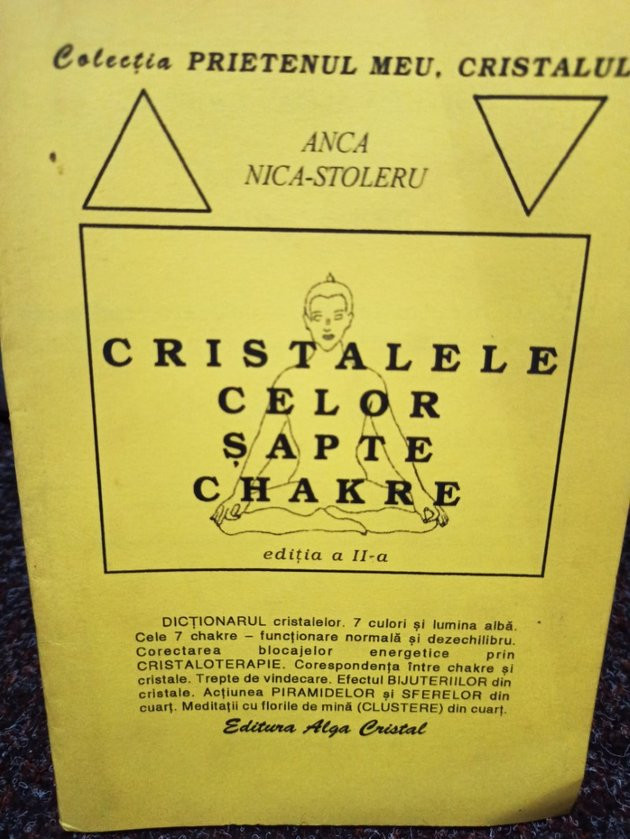 Colecția PRIETENUL MEU, CRISTALUL
ANCA
NICA-STOLERU
CRISTALELE
CELOR
ȘAPTE
CHAKRE
ediția a II-a
DICȚIONARUL cristalelor. 7 culori și lumina albă.
Cele 7 chakre – funcționare normală și dezechilibru.
Corectarea blocajelor energetice prin
CRISTALOTERAPIE. Corespondența între chakre și
cristale. Trepte de vindecare. Efectul BIJUTERIILOR din
cristale. Acțiunea PIRAMIDELOR și SFERELOR din
cuarț. Meditații cu florile de mină (CLUSTERE) din cuarț.
Editura Alga Cristal